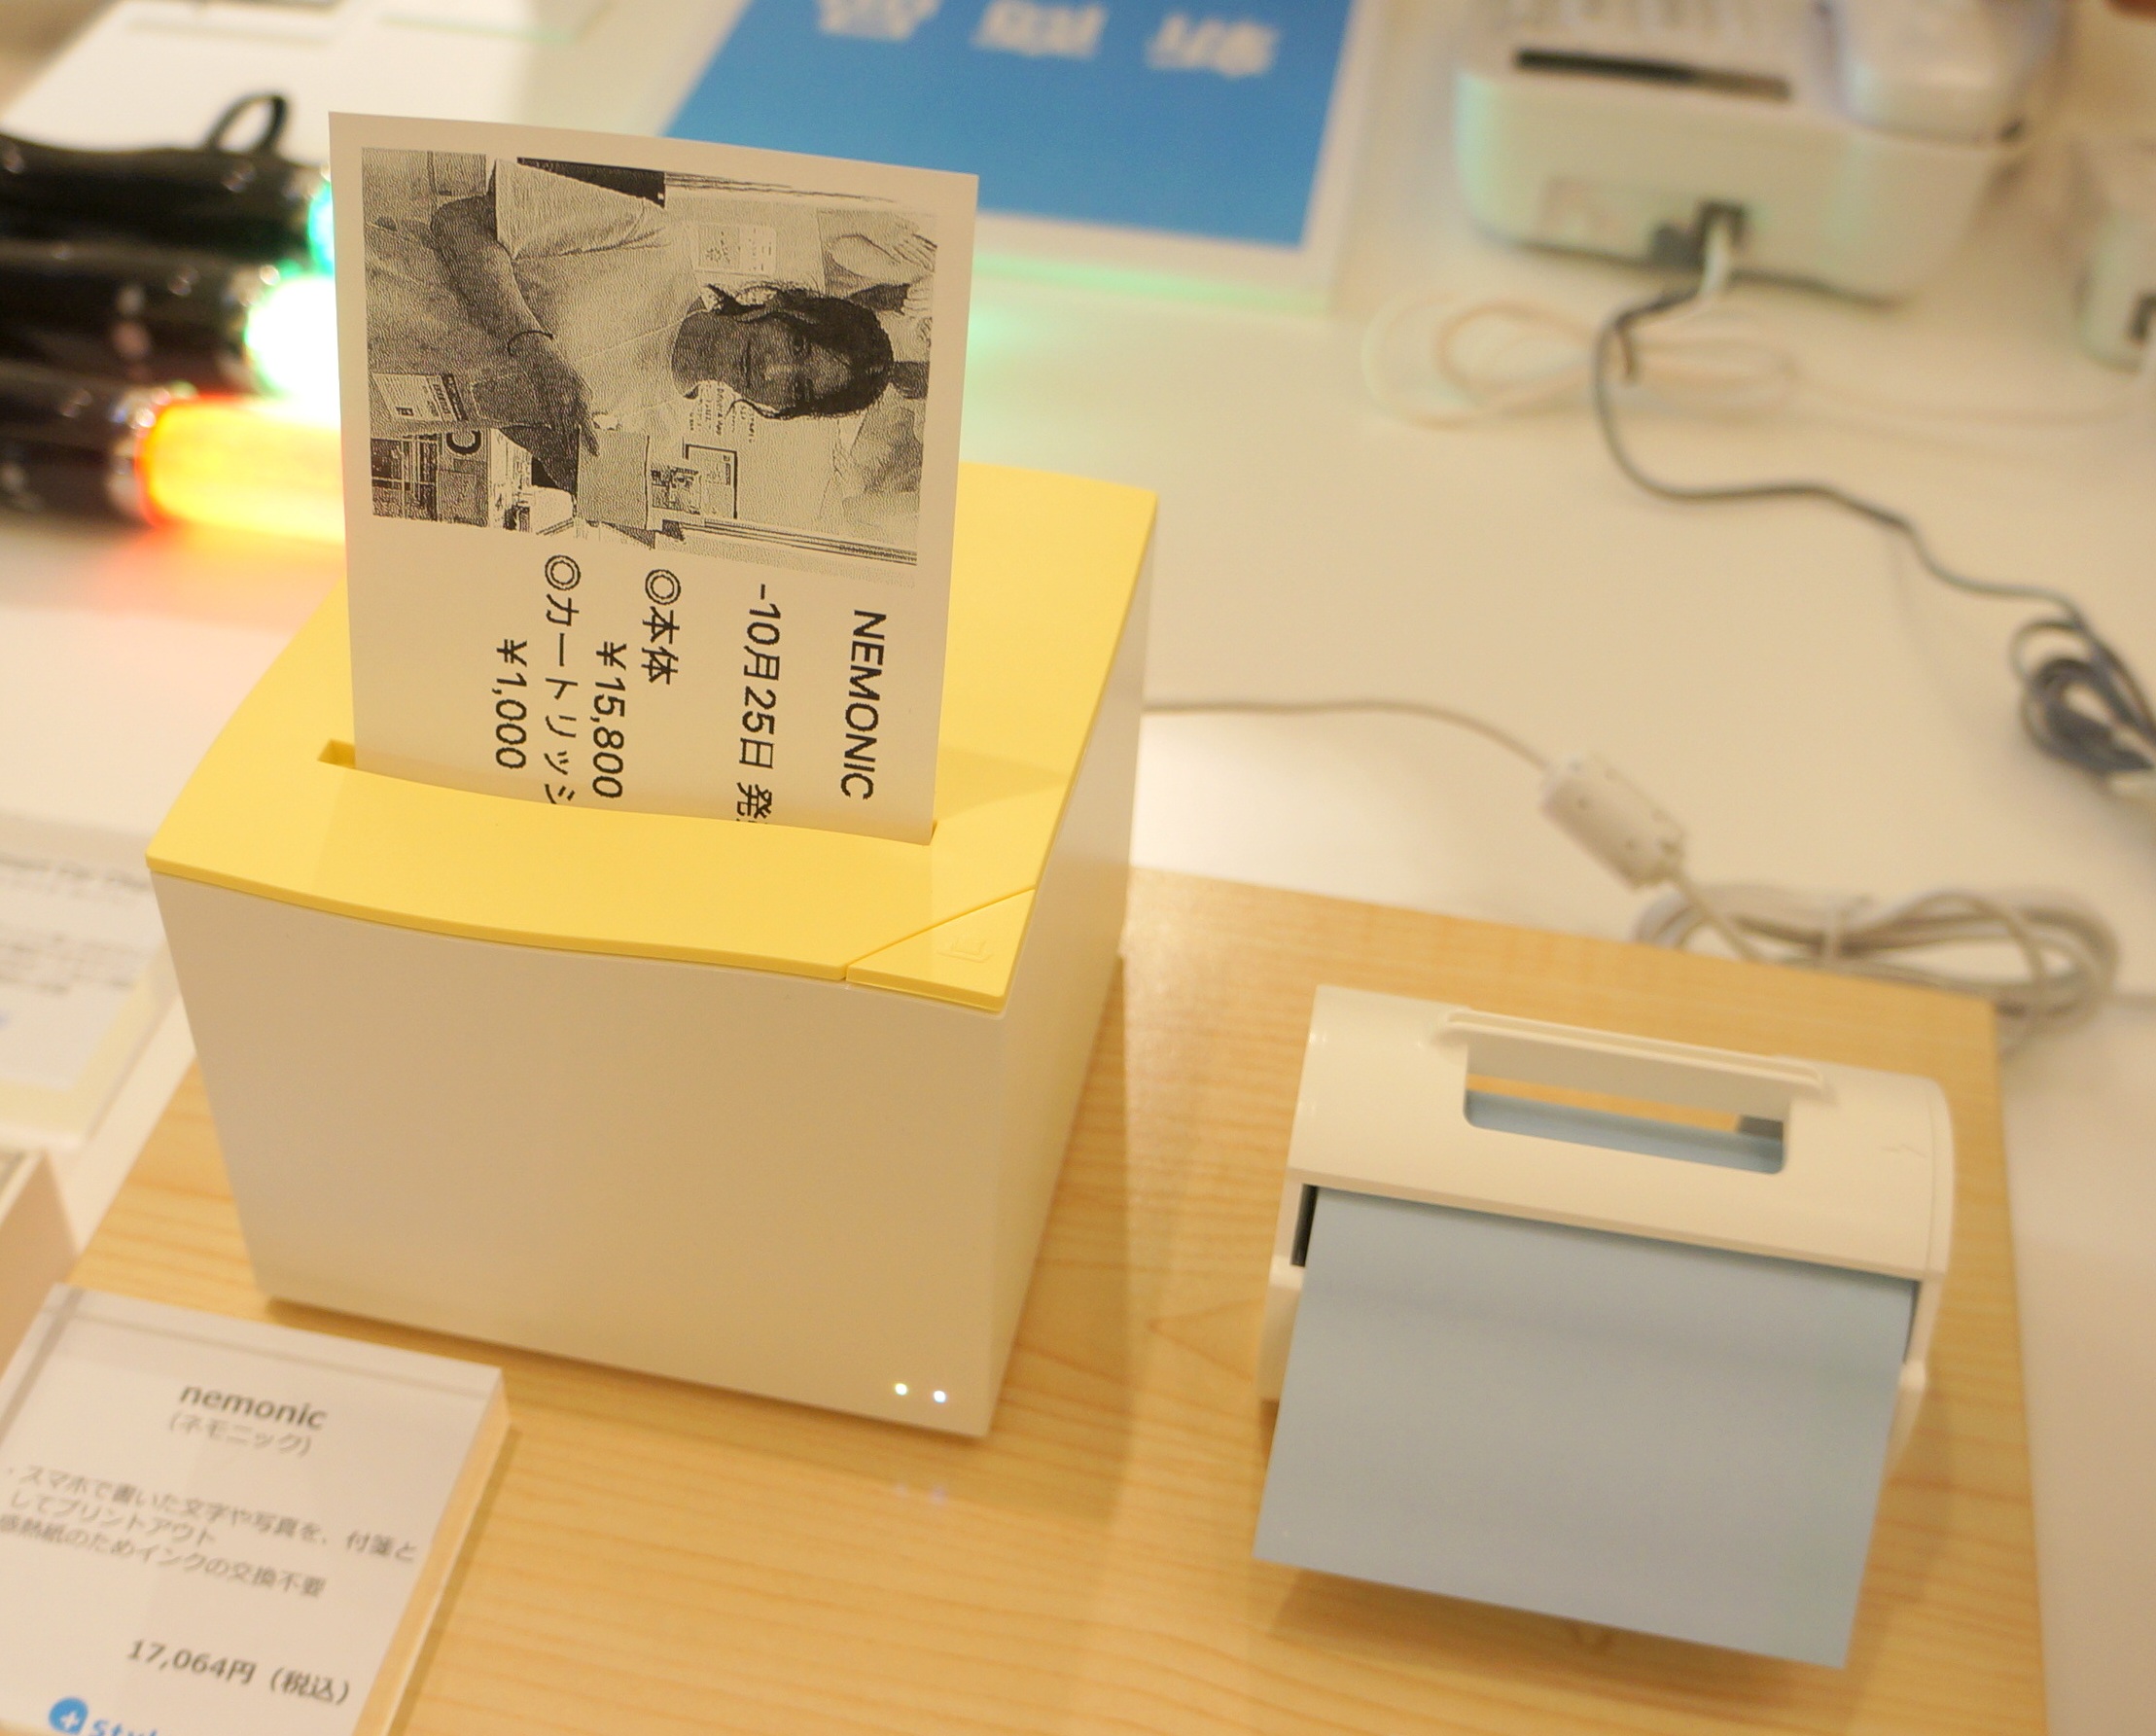 NEMONIC
-10月25日 発
◎本体
¥15,800
◎カートリッジ
¥1,000
nemonic
(ネモニック)
・スマホで書いた文字や写真を、付箋と
してプリントアウト
感熱紙のためインクの交換不要
17,064円（税込）